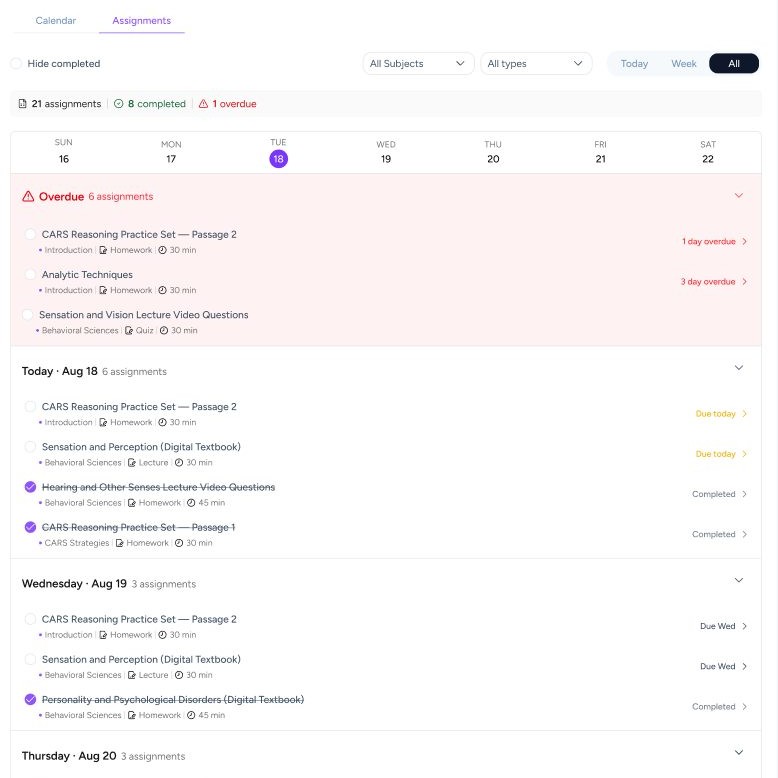 Calendar Assignments
Hide completed All Subjects All types Today Week All
21 assignments 8 completed 1 overdue
SUN MON TUE WED THU FRI SAT
16 17 18 19 20 21 22
Overdue 6 assignments
CARS Reasoning Practice Set — Passage 2
1 day overdue
Introduction Homework 30 min
Analytic Techniques
3 day overdue
Introduction Homework 30 min
Sensation and Vision Lecture Video Questions
Behavioral Sciences Quiz 30 min
Today · Aug 18 6 assignments
CARS Reasoning Practice Set — Passage 2
Due today
Introduction Homework 30 min
Sensation and Perception (Digital Textbook)
Due today
Behavioral Sciences Lecture 30 min
Hearing and Other Senses Lecture Video Questions
Completed
Behavioral Sciences Homework 45 min
CARS Reasoning Practice Set — Passage 1
Completed
CARS Strategies Homework 30 min
Wednesday · Aug 19 3 assignments
CARS Reasoning Practice Set — Passage 2
Due Wed
Introduction Homework 30 min
Sensation and Perception (Digital Textbook)
Due Wed
Behavioral Sciences Lecture 30 min
Personality and Psychological Disorders (Digital Textbook)
Completed
Behavioral Sciences Homework 45 min
Thursday · Aug 20 3 assignments